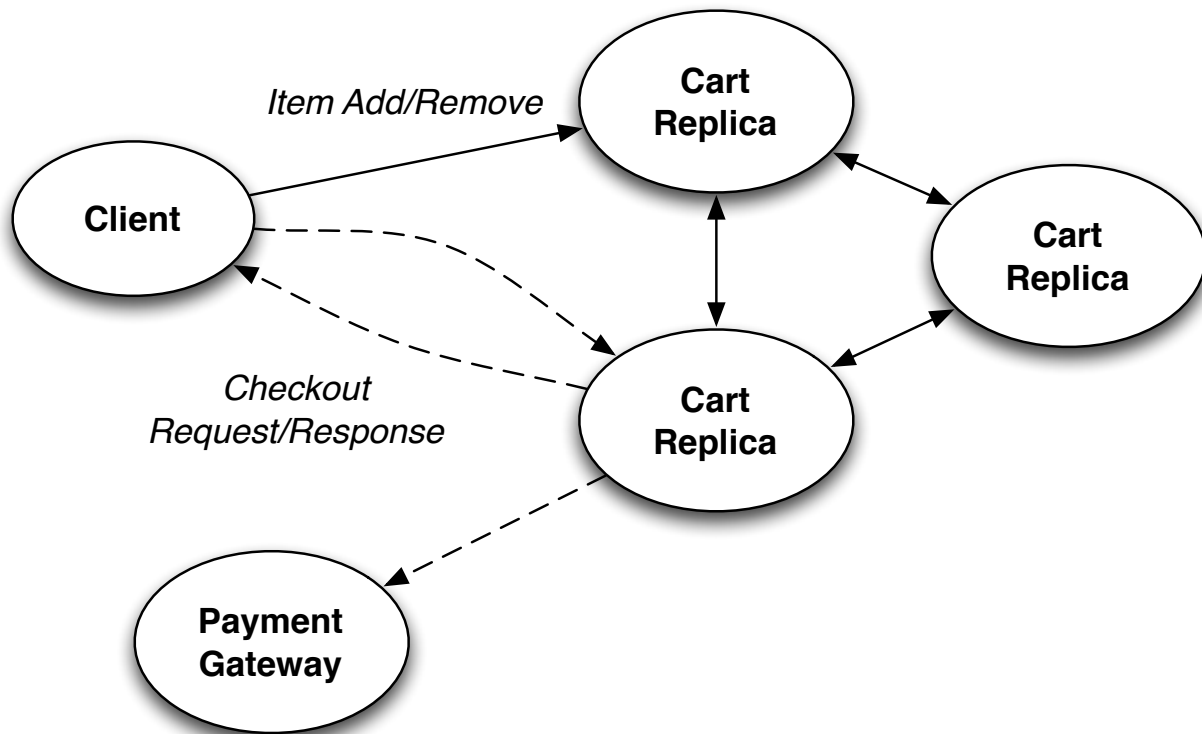 Item Add/Remove
Cart
Replica
Client
Cart
Replica
Checkout
Request/Response
Cart
Replica
Payment
Gateway